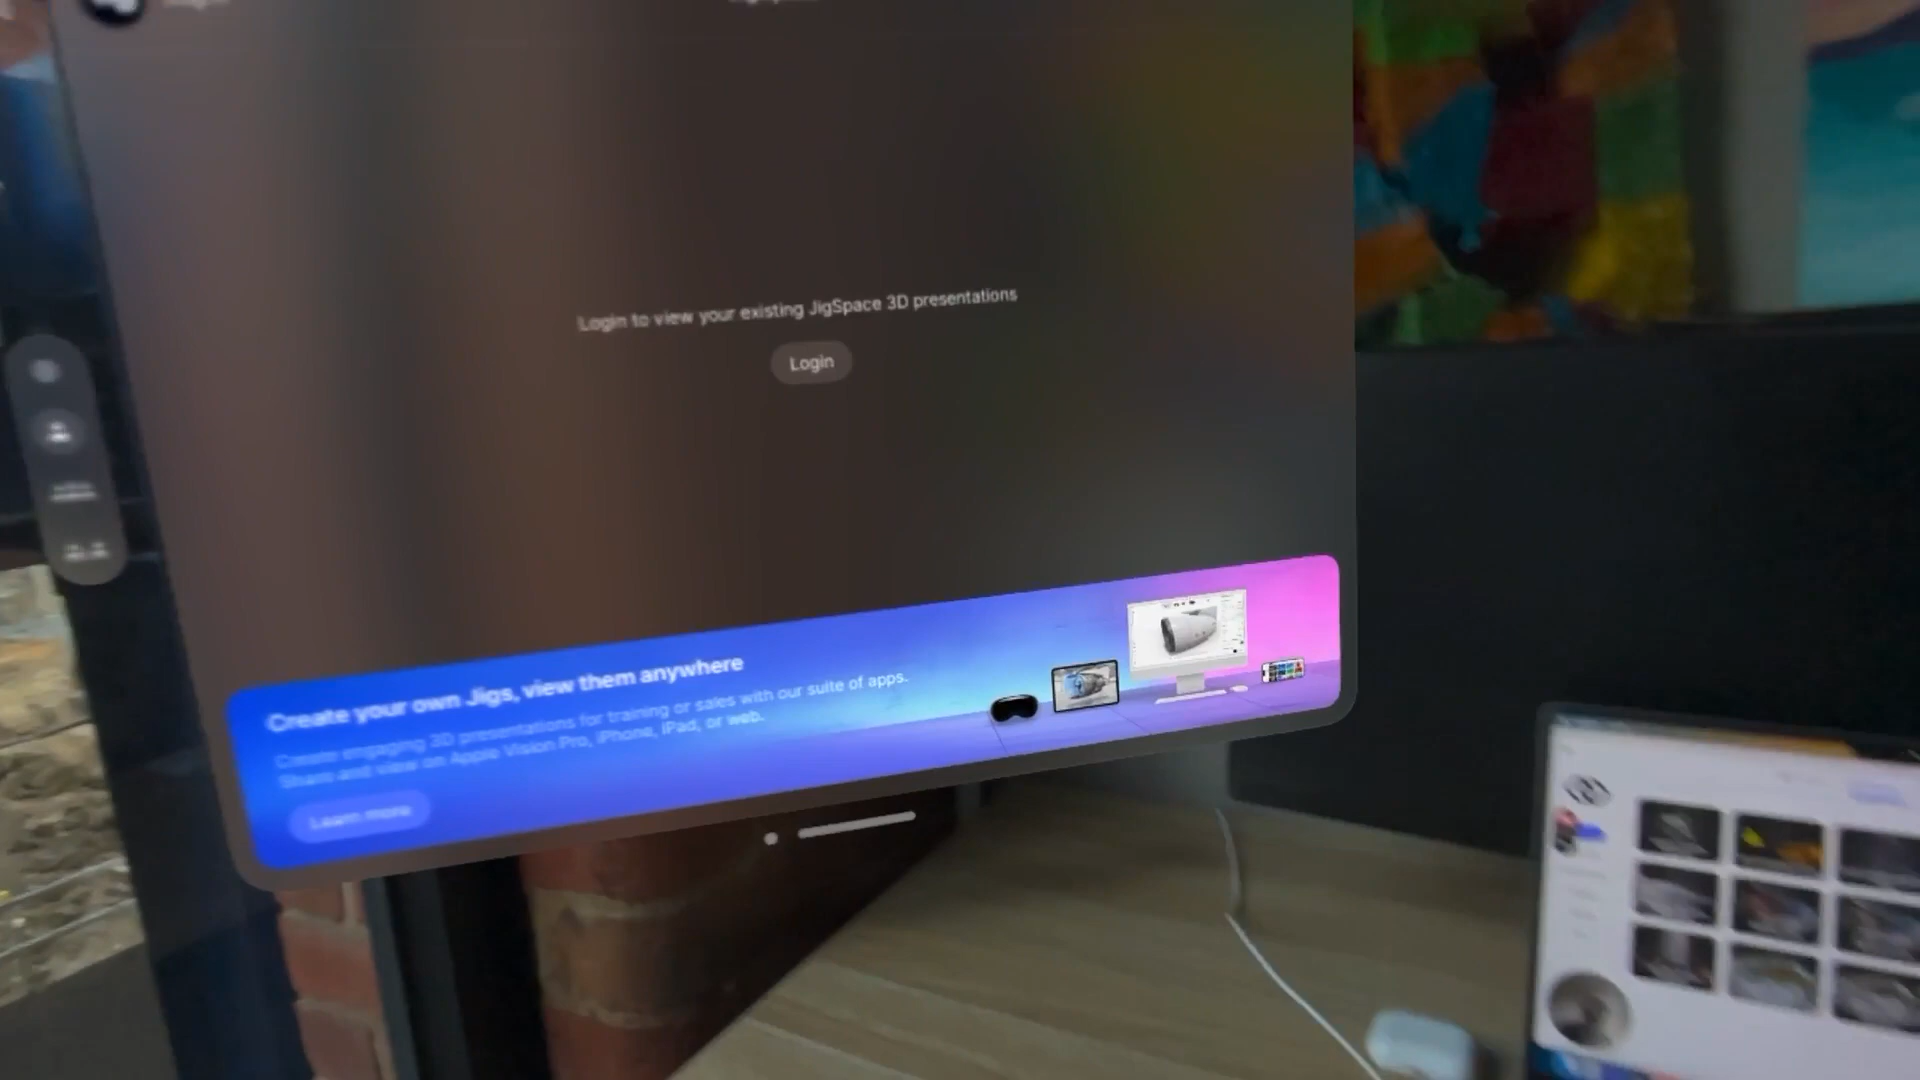 Login to view your existing JigSpace 3D presentations
Login
Create your own Jigs, view them anywhere
Create engaging 3D presentations for training or sales with our suite of apps.
Share and view on Apple Vision Pro, iPhone, iPad, or web.
Learn more